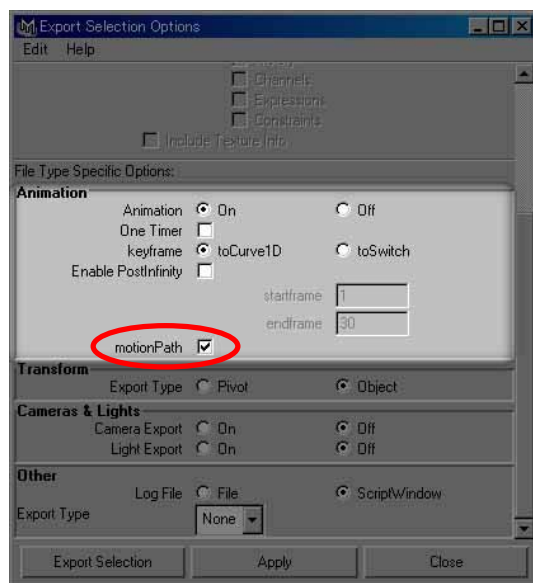 Export Selection Options
Edit Help
Channels
Expressions
Constraints
Include Texture Info
File Type Specific Options:
Animation
Animation On Off
One Timer
keyframe toCurve1D toSwitch
Enable PostInfinity
startframe 1
endframe 30
motionPath
Transform
Export Type Pivot Object
Cameras & Lights
Camera Export On Off
Light Export On Off
Other
Log File File ScriptWindow
Export Type None
Export Selection Apply Close